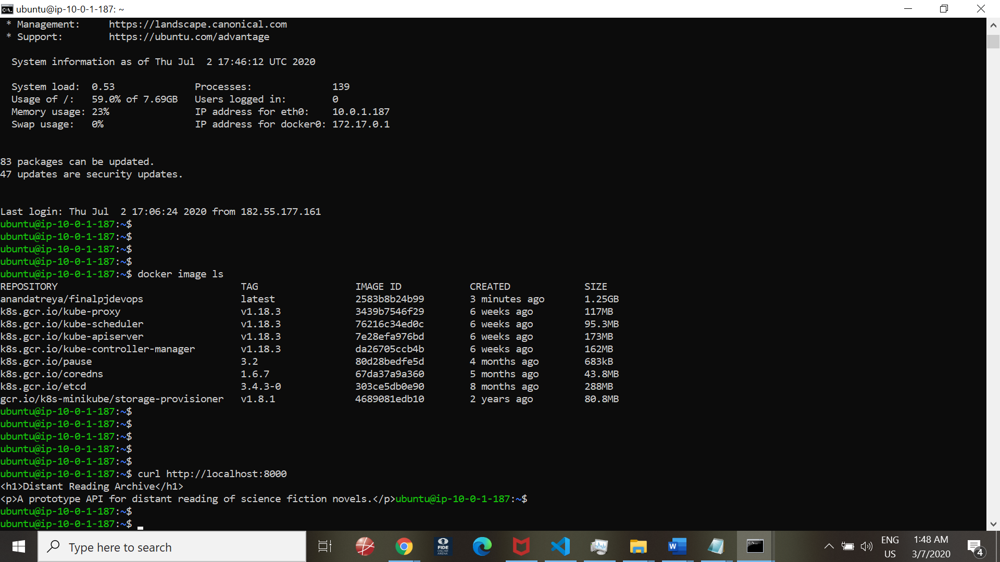 ubuntu@ip-10-0-1-187: ~
* Management:     https://landscape.canonical.com
* Support:        https://ubuntu.com/advantage
System information as of Thu Jul  2 17:46:12 UTC 2020
System load:  0.53              Processes:              139
Usage of /:   59.0% of 7.69GB   Users logged in:        0
Memory usage: 23%               IP address for eth0:    10.0.1.187
Swap usage:   0%                IP address for docker0: 172.17.0.1
83 packages can be updated.
47 updates are security updates.
Last login: Thu Jul  2 17:06:24 2020 from 182.55.177.161
ubuntu@ip-10-0-1-187:~$
ubuntu@ip-10-0-1-187:~$
ubuntu@ip-10-0-1-187:~$
ubuntu@ip-10-0-1-187:~$
ubuntu@ip-10-0-1-187:~$ docker image ls
REPOSITORY                                TAG                 IMAGE ID            CREATED             SIZE
anandatreya/finalpjdevops                 latest              2583b8b24b99        3 minutes ago       1.25GB
k8s.gcr.io/kube-proxy                     v1.18.3             3439b7546f29        6 weeks ago         117MB
k8s.gcr.io/kube-scheduler                 v1.18.3             76216c34ed0c        6 weeks ago         95.3MB
k8s.gcr.io/kube-apiserver                 v1.18.3             7e28efa976bd        6 weeks ago         173MB
k8s.gcr.io/kube-controller-manager        v1.18.3             da26705ccb4b        6 weeks ago         162MB
k8s.gcr.io/pause                          3.2                 80d28bedfe5d        4 months ago        683kB
k8s.gcr.io/coredns                        1.6.7               67da37a9a360        5 months ago        43.8MB
k8s.gcr.io/etcd                           3.4.3-0             303ce5db0e90        8 months ago        288MB
gcr.io/k8s-minikube/storage-provisioner   v1.8.1              4689081edb10        2 years ago         80.8MB
ubuntu@ip-10-0-1-187:~$
ubuntu@ip-10-0-1-187:~$
ubuntu@ip-10-0-1-187:~$
ubuntu@ip-10-0-1-187:~$
ubuntu@ip-10-0-1-187:~$
ubuntu@ip-10-0-1-187:~$ curl http://localhost:8000
<h1>Distant Reading Archive</h1>
<p>A prototype API for distant reading of science fiction novels.</p>ubuntu@ip-10-0-1-187:~$
ubuntu@ip-10-0-1-187:~$
ubuntu@ip-10-0-1-187:~$
Type here to search
FIDE
ONLINE
ARENA
W
ENG
US
1:48 AM
3/7/2020
4